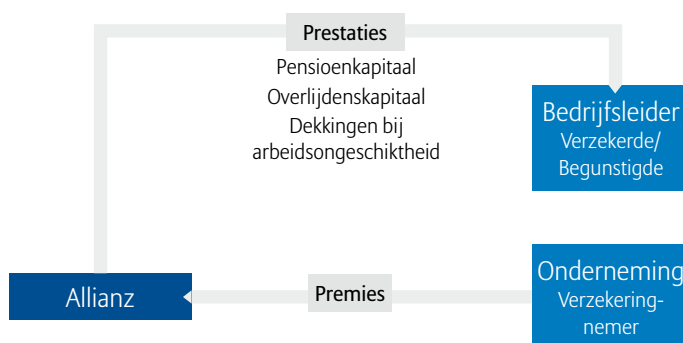 Prestaties
Pensioenkapitaal
Overlijdenskapitaal
Dekkingen bij
arbeidsongeschiktheid
Bedrijfsleider
Verzekerde/
Begunstigde
Allianz
Premies
Onderneming
Verzekering-
nemer